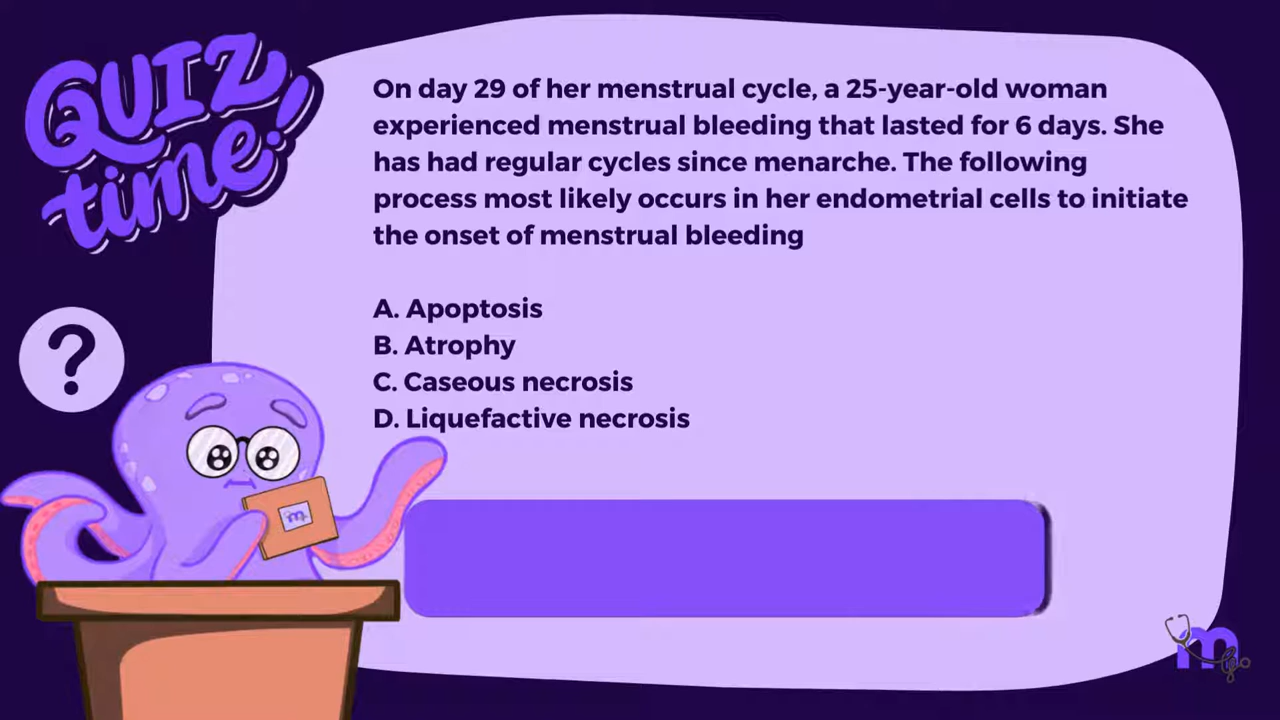 QUIZ
time!
On day 29 of her menstrual cycle, a 25-year-old woman
experienced menstrual bleeding that lasted for 6 days. She
has had regular cycles since menarche. The following
process most likely occurs in her endometrial cells to initiate
the onset of menstrual bleeding
A. Apoptosis
B. Atrophy
C. Caseous necrosis
D. Liquefactive necrosis
?
m
m